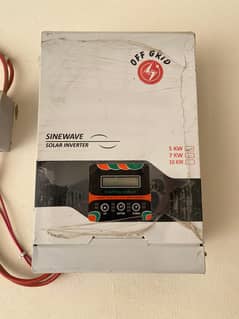 OFF GRID
SINEWAVE
SOLAR INVERTER
5 KW
7 KW
10 KW